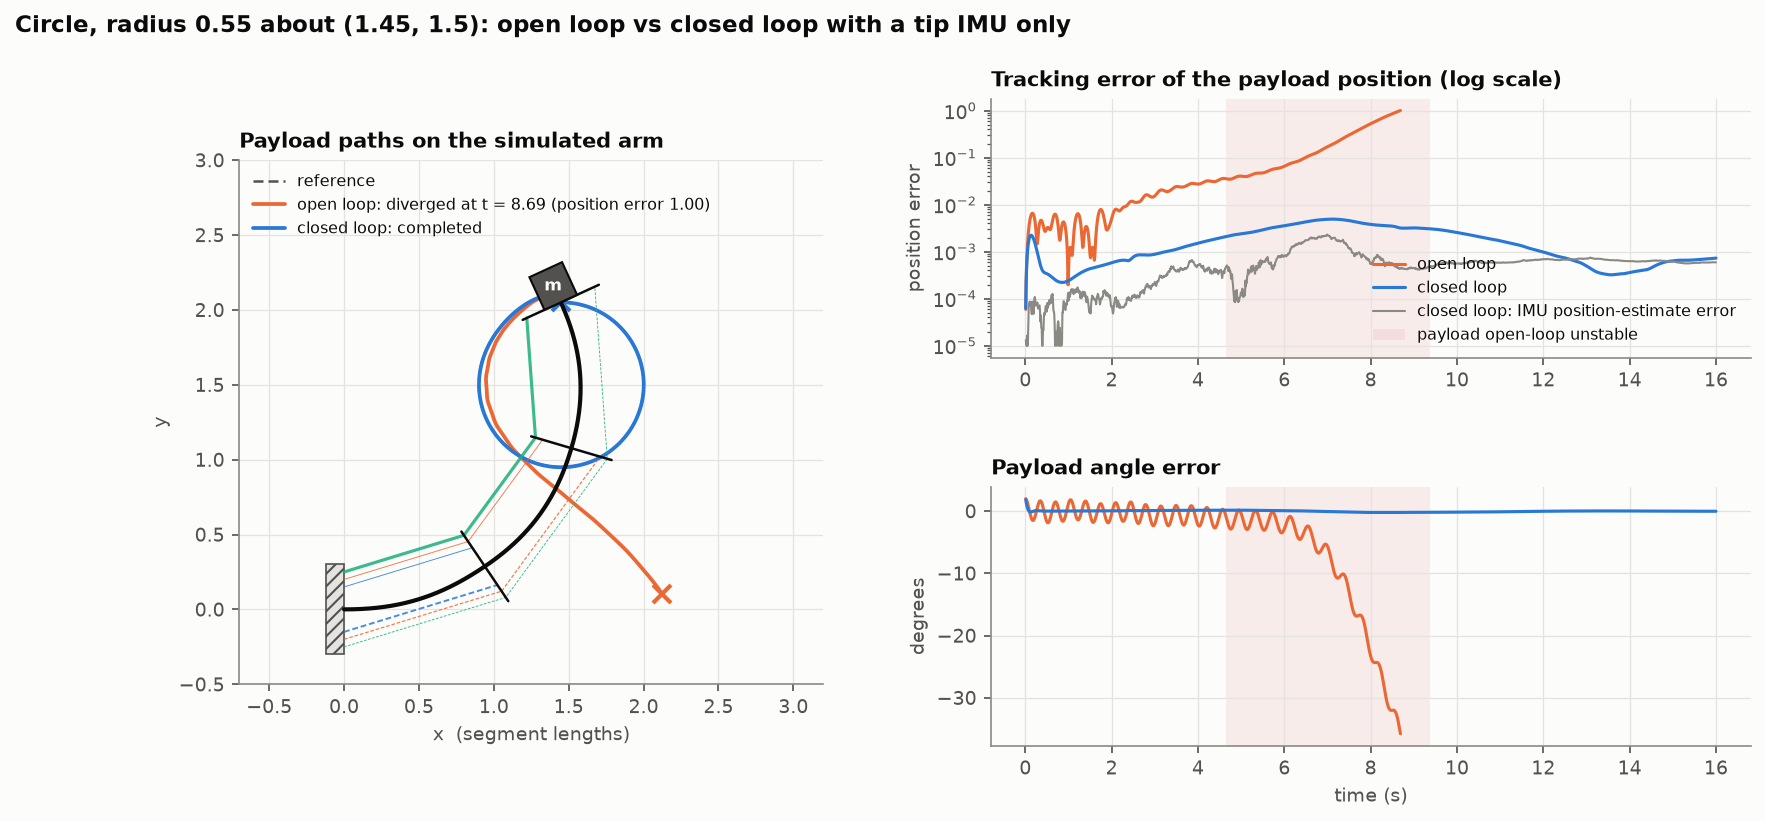 Circle, radius 0.55 about (1.45, 1.5): open loop vs closed loop with a tip IMU only
Payload paths on the simulated arm
3.0
2.5
2.0
1.5
1.0
0.5
0.0
−0.5
y
reference
open loop: diverged at t = 8.69 (position error 1.00)
closed loop: completed
m
−0.5 0.0 0.5 1.0 1.5 2.0 2.5 3.0
x (segment lengths)
Tracking error of the payload position (log scale)
10⁰
10⁻¹
10⁻²
10⁻³
10⁻⁴
10⁻⁵
position error
open loop
closed loop
closed loop: IMU position-estimate error
payload open-loop unstable
0 2 4 6 8 10 12 14 16
Payload angle error
0
−10
−20
−30
degrees
0 2 4 6 8 10 12 14 16
time (s)